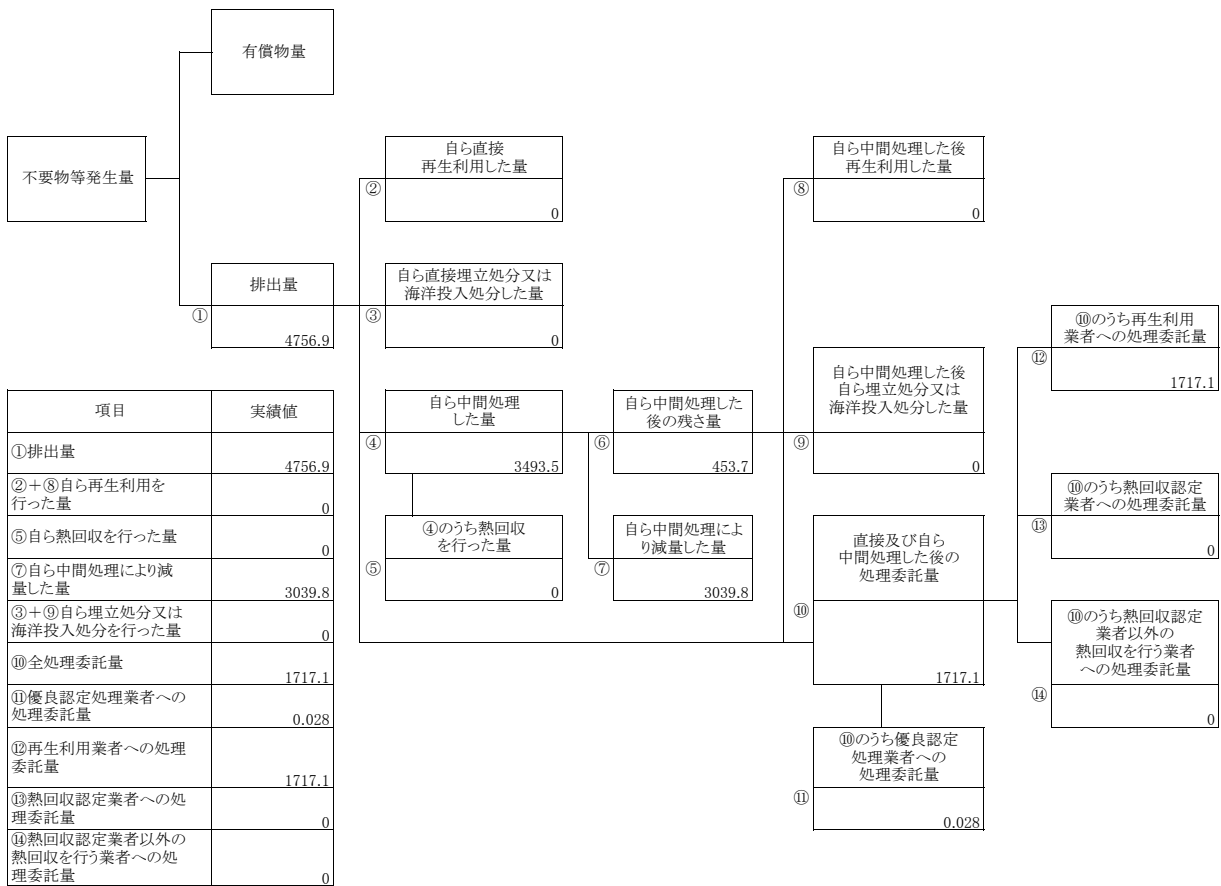 有償物量
不要物等発生量
排出量
①
4756.9
自ら直接
再生利用した量
②
0
自ら直接埋立処分又は
海洋投入処分した量
③
0
自ら中間処理
した量
④
3493.5
④のうち熱回収
を行った量
⑤
0
自ら中間処理した
後の残さ量
⑥
453.7
自ら中間処理によ
り減量した量
⑦
3039.8
自ら中間処理した後
再生利用した量
⑧
0
自ら中間処理した後
自ら埋立処分又は
海洋投入処分した量
⑨
0
直接及び自ら
中間処理した後の
処理委託量
⑩
1717.1
⑩のうち優良認定
処理業者への
処理委託量
⑪
0.028
⑩のうち再生利用
業者への処理委託量
⑫
1717.1
⑩のうち熱回収認定
業者への処理委託量
⑬
0
⑩のうち熱回収認定
業者以外の
熱回収を行う業者
への処理委託量
⑭
0
項目 実績値
①排出量 4756.9
②+⑧自ら再生利用を
行った量 0
⑤自ら熱回収を行った量 0
⑦自ら中間処理により減
量した量 3039.8
③+⑨自ら埋立処分又は
海洋投入処分を行った量 0
⑩全処理委託量 1717.1
⑪優良認定処理業者への
処理委託量 0.028
⑫再生利用業者への処理
委託量 1717.1
⑬熱回収認定業者への処
理委託量 0
⑭熱回収認定業者以外の
熱回収を行う業者への処
理委託量 0